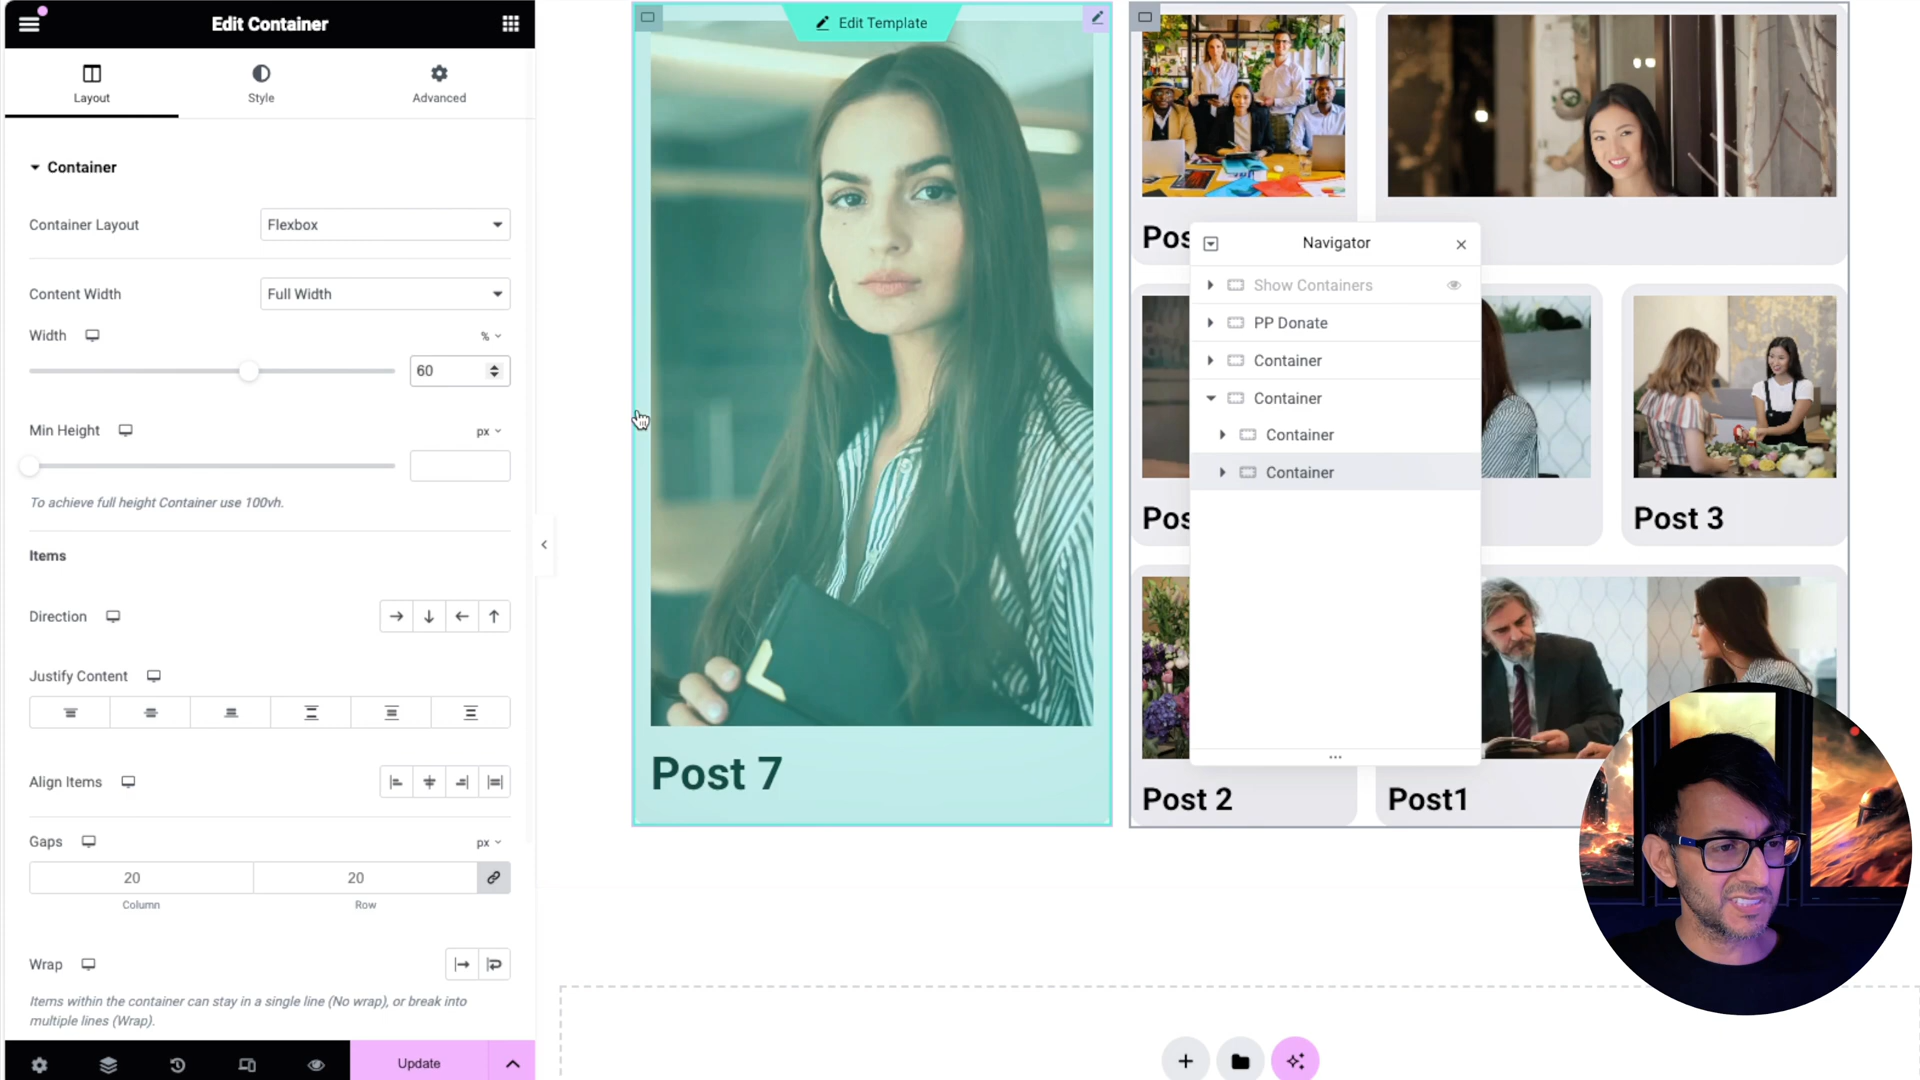 Edit Container
Layout
Style
Advanced
Container
Container Layout
Flexbox
Content Width
Full Width
Width
%
60
Min Height
px
To achieve full height Container use 100vh.
Items
Direction
Justify Content
Align Items
Gaps
px
20
20
Column
Row
Wrap
Items within the container can stay in a single line (No wrap), or break into
multiple lines (Wrap).
Update
Edit Template
Post 7
Pos
Navigator
Show Containers
PP Donate
Container
Container
Container
Container
Pos
Post 3
Post 2
Post1